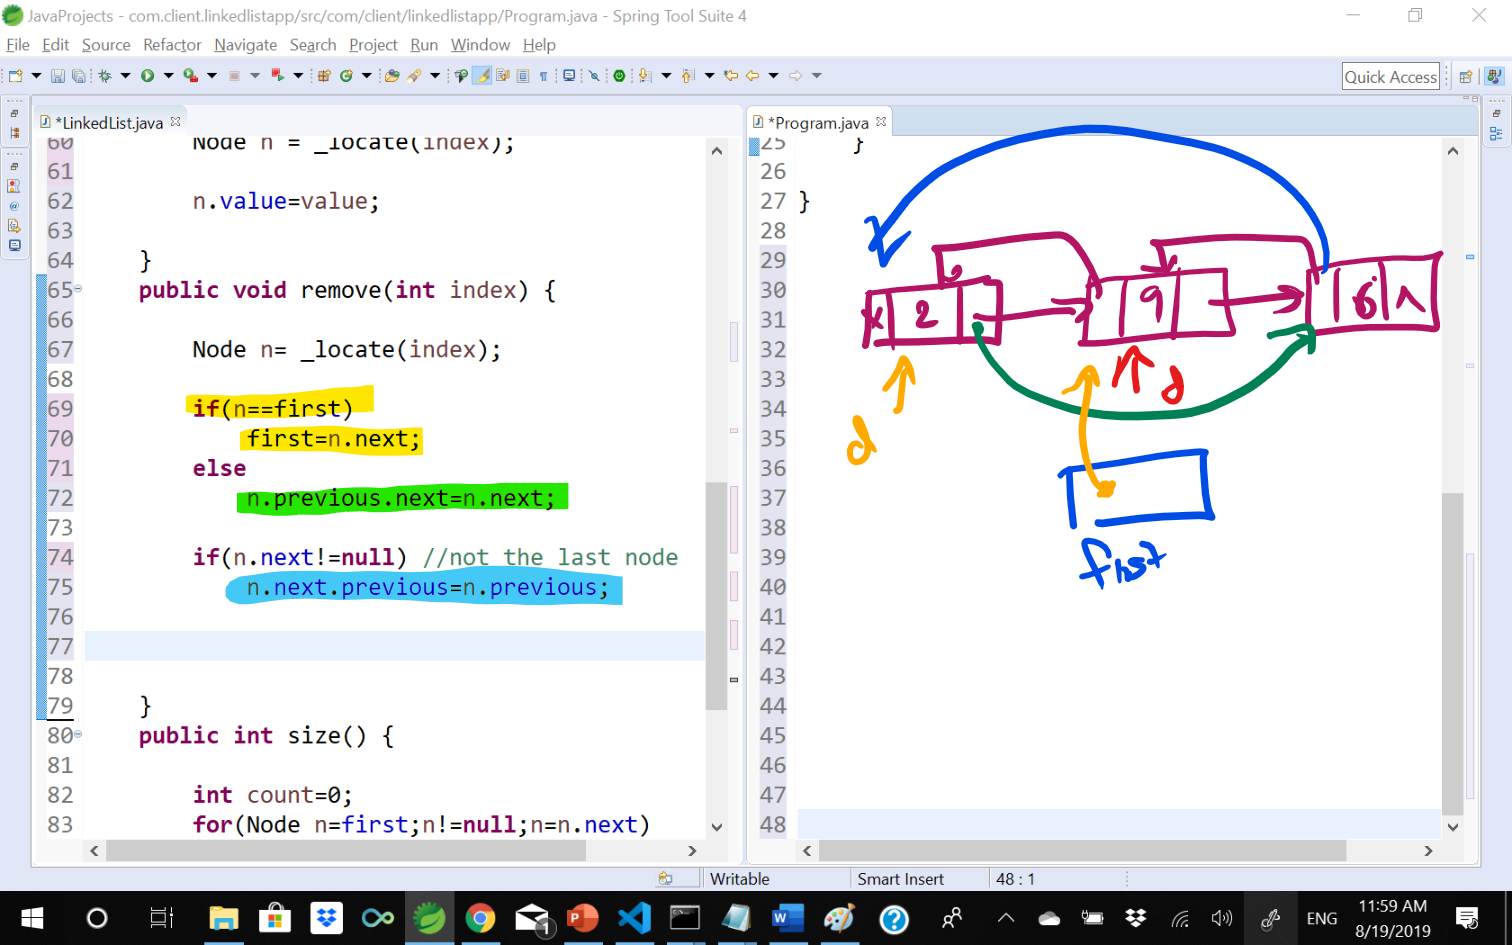 JavaProjects - com.client.linkedlistapp/src/com/client/linkedlistapp/Program.java - Spring Tool Suite 4
File Edit Source Refactor Navigate Search Project Run Window Help
Quick Access
*LinkedList.java
60 Node n = _locate(index);
61
62 n.value=value;
63
64 }
65 public void remove(int index) {
66
67 Node n= _locate(index);
68
69 if(n==first)
70 first=n.next;
71 else
72 n.previous.next=n.next;
73
74 if(n.next!=null) //not the last node
75 n.next.previous=n.previous;
76
77
78
79 }
80 public int size() {
81
82 int count=0;
83 for(Node n=first;n!=null;n=n.next)
*Program.java
25 }
26
27 }
28
29
30
31
32
33
34
35
36
37
38
39
40
41
42
43
44
45
46
47
48
x 2
9
6
d
first
Writable Smart Insert 48 : 1
1
ENG
11:59 AM
8/19/2019